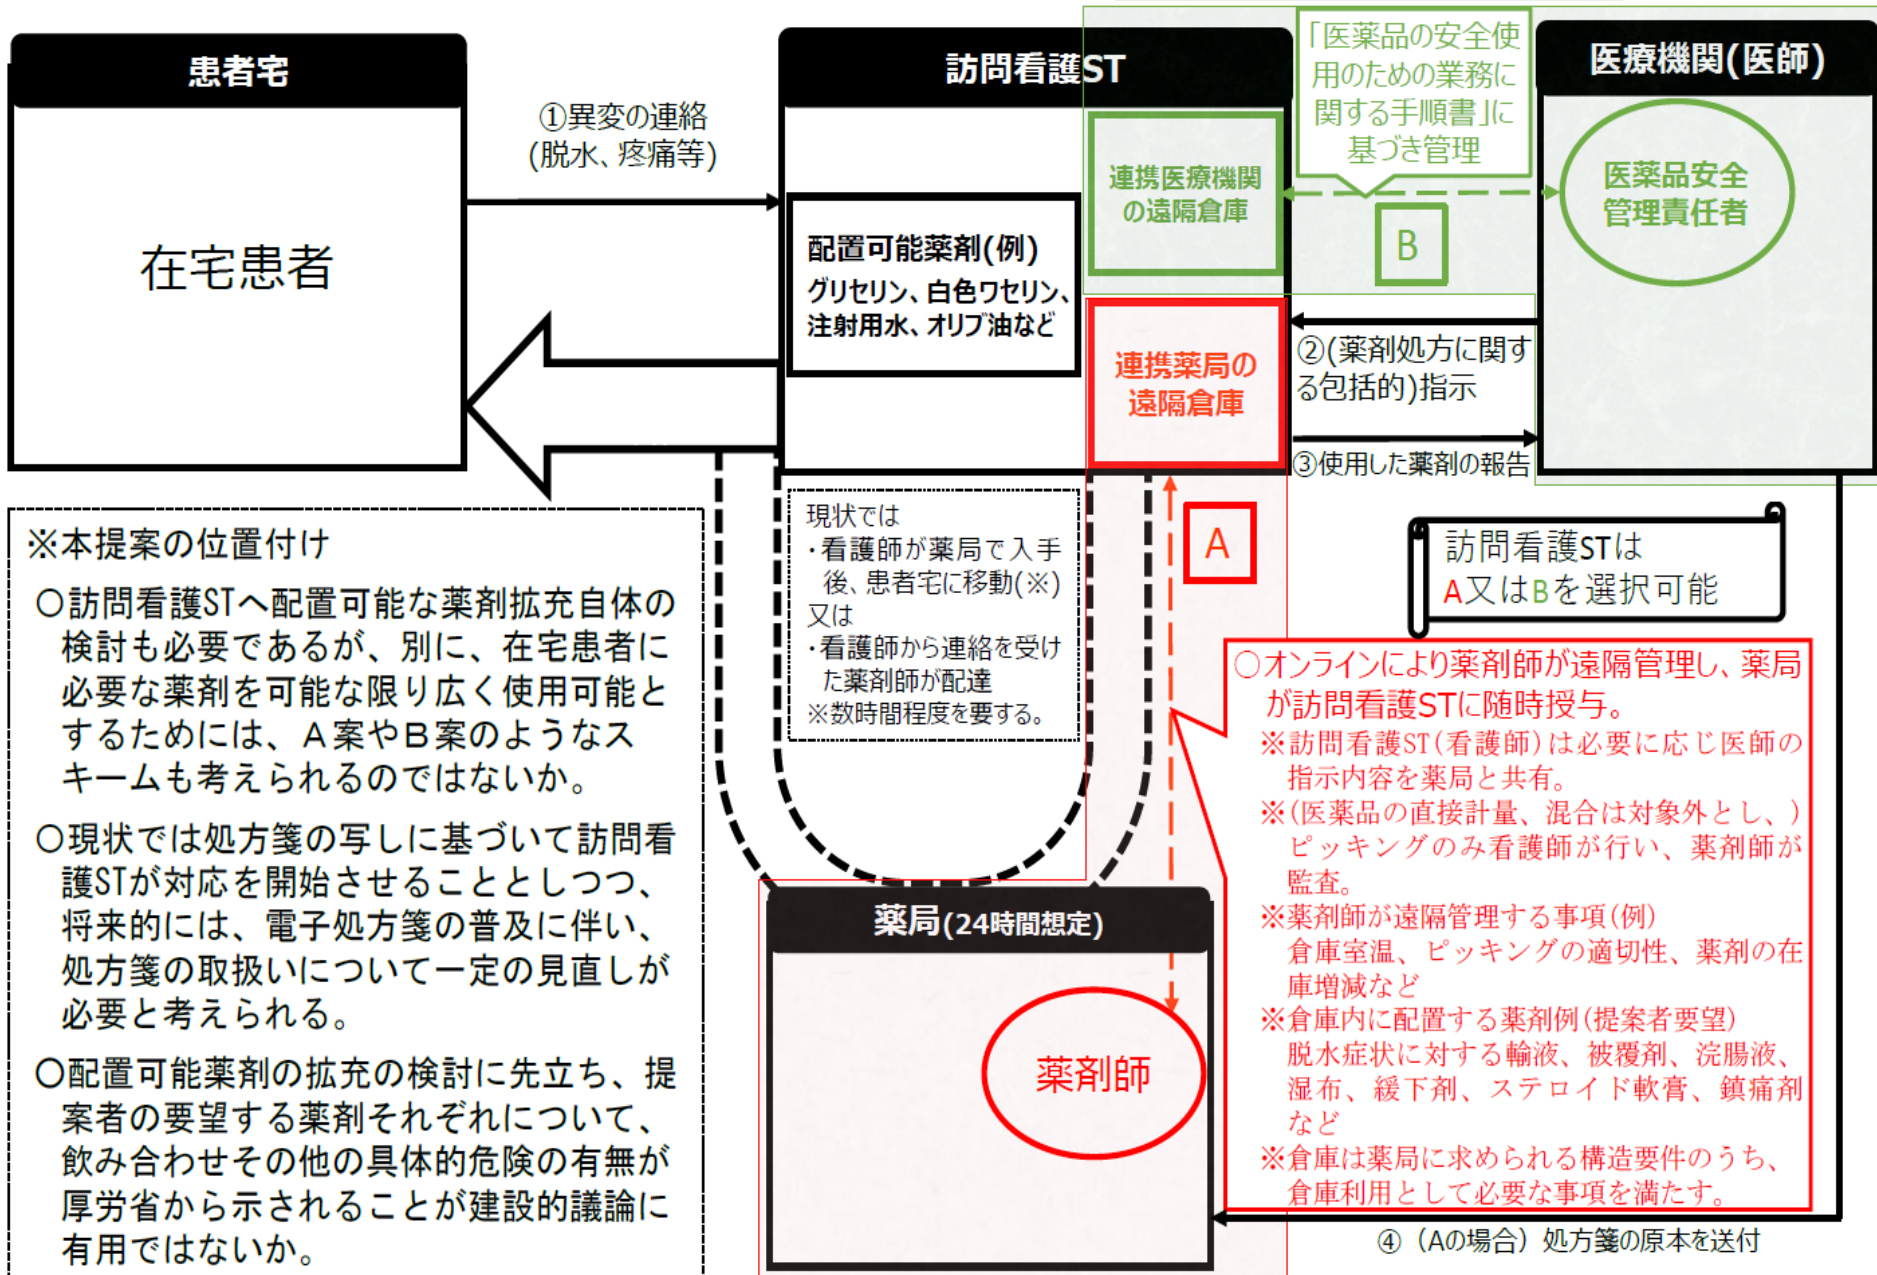 患者宅
在宅患者
①異変の連絡
(脱水、疼痛等)
訪問看護ST
配置可能薬剤(例)
グリセリン、白色ワセリン、
注射用水、オリブ油など
連携医療機関
の遠隔倉庫
連携薬局の
遠隔倉庫
「医薬品の安全使
用のための業務に
関する手順書」に
基づき管理
B
医療機関(医師)
医薬品安全
管理責任者
②(薬剤処方に関す
る包括的)指示
③使用した薬剤の報告
現状では
・看護師が薬局で入手
後、患者宅に移動(※)
又は
・看護師から連絡を受け
た薬剤師が配達
※数時間程度を要する。
A
訪問看護STは
A又はBを選択可能
※本提案の位置付け
○訪問看護STへ配置可能な薬剤拡充自体の
検討も必要であるが、別に、在宅患者に
必要な薬剤を可能な限り広く使用可能と
するためには、A案やB案のようなス
キームも考えられるのではないか。
○現状では処方箋の写しに基づいて訪問看
護STが対応を開始させることとしつつ、
将来的には、電子処方箋の普及に伴い、
処方箋の取扱いについて一定の見直しが
必要と考えられる。
○配置可能薬剤の拡充の検討に先立ち、提
案者の要望する薬剤それぞれについて、
飲み合わせその他の具体的危険の有無が
厚労省から示されることが建設的議論に
有用ではないか。
薬局(24時間想定)
薬剤師
○オンラインにより薬剤師が遠隔管理し、薬局
が訪問看護STに随時授与。
※訪問看護ST(看護師)は必要に応じ医師の
指示内容を薬局と共有。
※(医薬品の直接計量、混合は対象外とし、)
ピッキングのみ看護師が行い、薬剤師が
監査。
※薬剤師が遠隔管理する事項(例)
倉庫室温、ピッキングの適切性、薬剤の在
庫増減など
※倉庫内に配置する薬剤例(提案者要望)
脱水症状に対する輸液、被覆剤、浣腸液、
湿布、緩下剤、ステロイド軟膏、鎮痛剤
など
※倉庫は薬局に求められる構造要件のうち、
倉庫利用として必要な事項を満たす。
④（Aの場合）処方箋の原本を送付